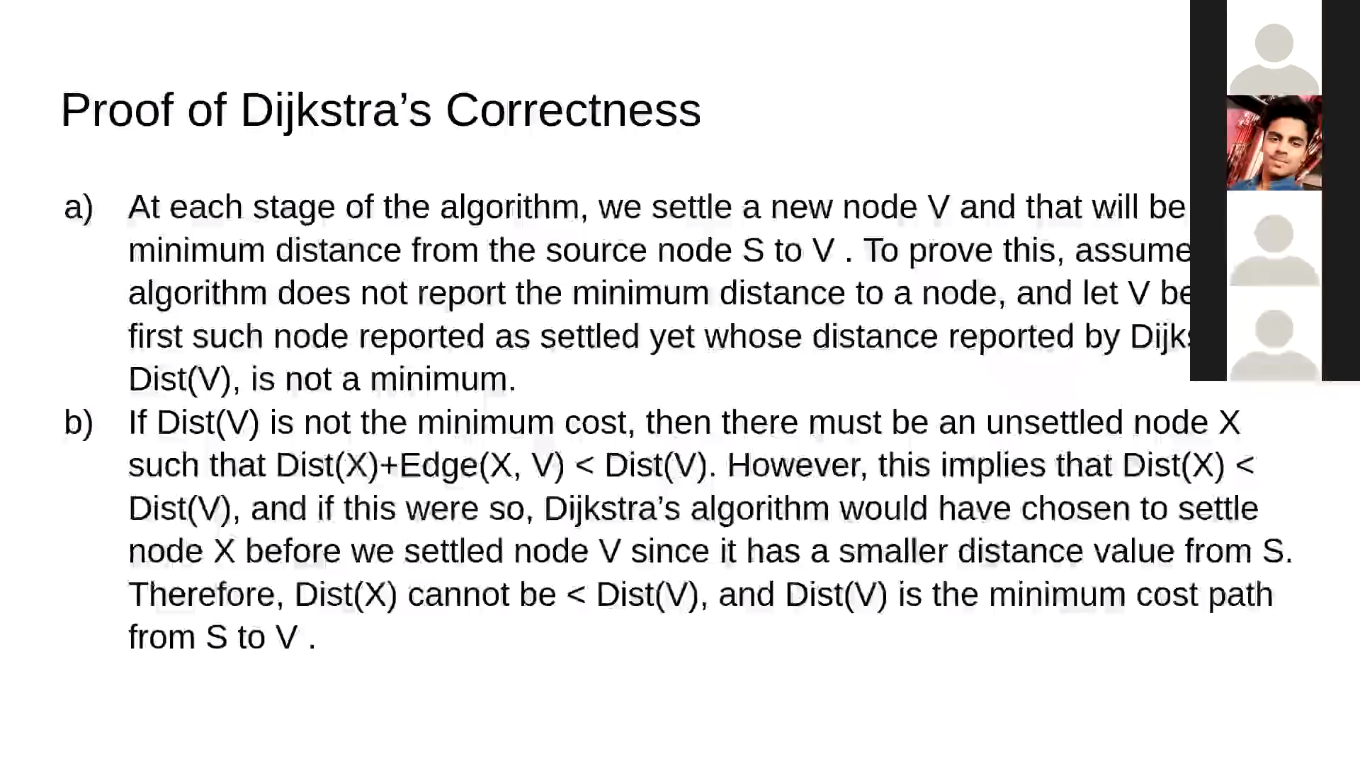 Proof of Dijkstra’s Correctness
a) At each stage of the algorithm, we settle a new node V and that will be
minimum distance from the source node S to V . To prove this, assume
algorithm does not report the minimum distance to a node, and let V be
first such node reported as settled yet whose distance reported by
Dist(V), is not a minimum.
b) If Dist(V) is not the minimum cost, then there must be an unsettled node X
such that Dist(X)+Edge(X, V) < Dist(V). However, this implies that Dist(X) <
Dist(V), and if this were so, Dijkstra’s algorithm would have chosen to settle
node X before we settled node V since it has a smaller distance value from S.
Therefore, Dist(X) cannot be < Dist(V), and Dist(V) is the minimum cost path
from S to V .